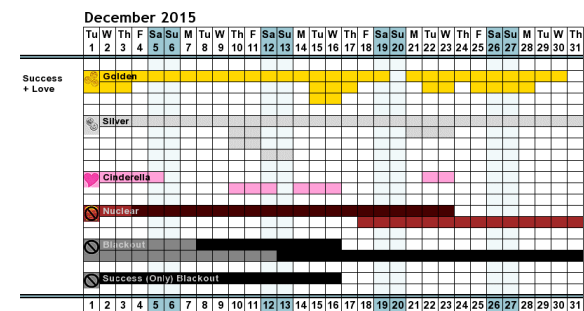 December 2015
Tu W Th F Sa Su M Tu W Th F Sa Su M Tu W Th F Sa Su M Tu W Th F Sa Su M Tu W Th
1 2 3 4 5 6 7 8 9 10 11 12 13 14 15 16 17 18 19 20 21 22 23 24 25 26 27 28 29 30 31
Success
+ Love
Golden
Silver
Cinderella
Nuclear
Blackout
Success (Only) Blackout
1 2 3 4 5 6 7 8 9 10 11 12 13 14 15 16 17 18 19 20 21 22 23 24 25 26 27 28 29 30 31